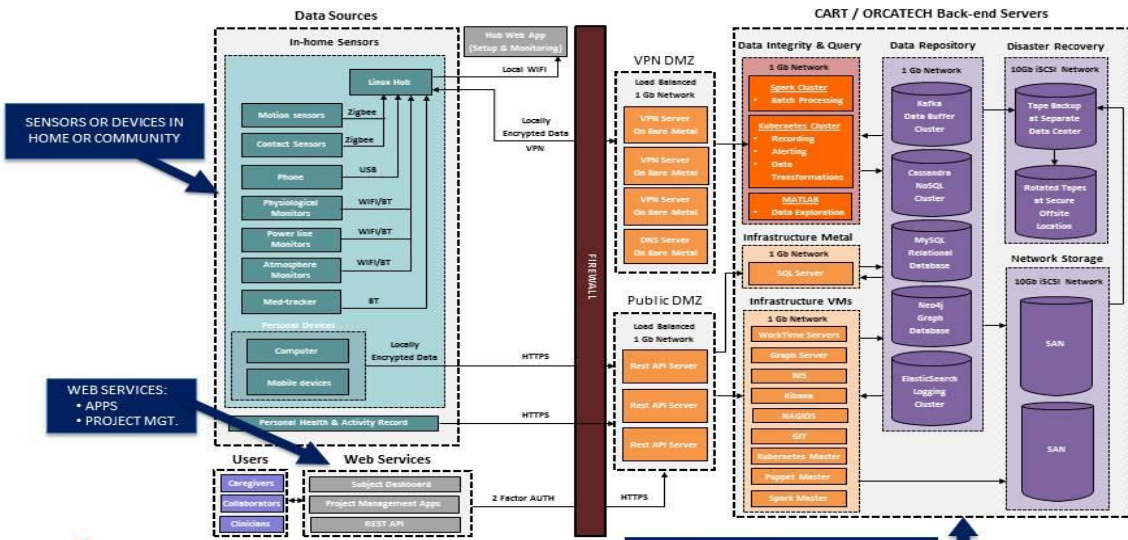 Data Sources
In-home Sensors
Linux Hub
Motion sensors
Zigbee
Contact Sensors
Zigbee
Phone
USB
Physiological
Monitors
WIFI/BT
Power line
Monitors
WIFI/BT
Atmosphere
Monitors
WIFI/BT
Med-tracker
BT
Personal Devices
Computer
Mobile devices
Locally
Encrypted Data
Personal Health & Activity Record
SENSORS OR DEVICES IN
HOME OR COMMUNITY
WEB SERVICES:
• APPS
• PROJECT MGT.
Users
Caregivers
Collaborators
Clinicians
Web Services
Subject Dashboard
Project Management Apps
REST API
Hub Web App
(Setup & Monitoring)
Local WIFI
Locally
Encrypted Data
VPN
HTTPS
HTTPS
2 Factor AUTH
HTTPS
FIREWALL
VPN DMZ
Load Balanced
1 Gb Network
VPN Server
On Bare Metal
VPN Server
On Bare Metal
VPN Server
On Bare Metal
DNS Server
On Bare Metal
Public DMZ
Load Balanced
1 Gb Network
Rest API Server
Rest API Server
Rest API Server
CART / ORCATECH Back-end Servers
Data Integrity & Query
1 Gb Network
Spark Cluster
• Batch Processing
Kubernetes Cluster
• Recording
• Alerting
• Data
Transformations
MATLAB
• Data Exploration
Infrastructure Metal
1 Gb Network
SQL Server
Infrastructure VMs
1 Gb Network
WorkTime Servers
Graph Server
NIS
Kibana
NAGIOS
GIT
Kubernetes Master
Puppet Master
Spark Master
Data Repository
1 Gb Network
Kafka
Data Buffer
Cluster
Cassandra
NoSQL
Cluster
MySQL
Relational
Database
Neo4j
Graph
Database
ElasticSearch
Logging
Cluster
Disaster Recovery
10Gb iSCSI Network
Tape Backup
at Separate
Data Center
Rotated Tapes
at Secure
Offsite
Location
Network Storage
10Gb iSCSI Network
SAN
SAN